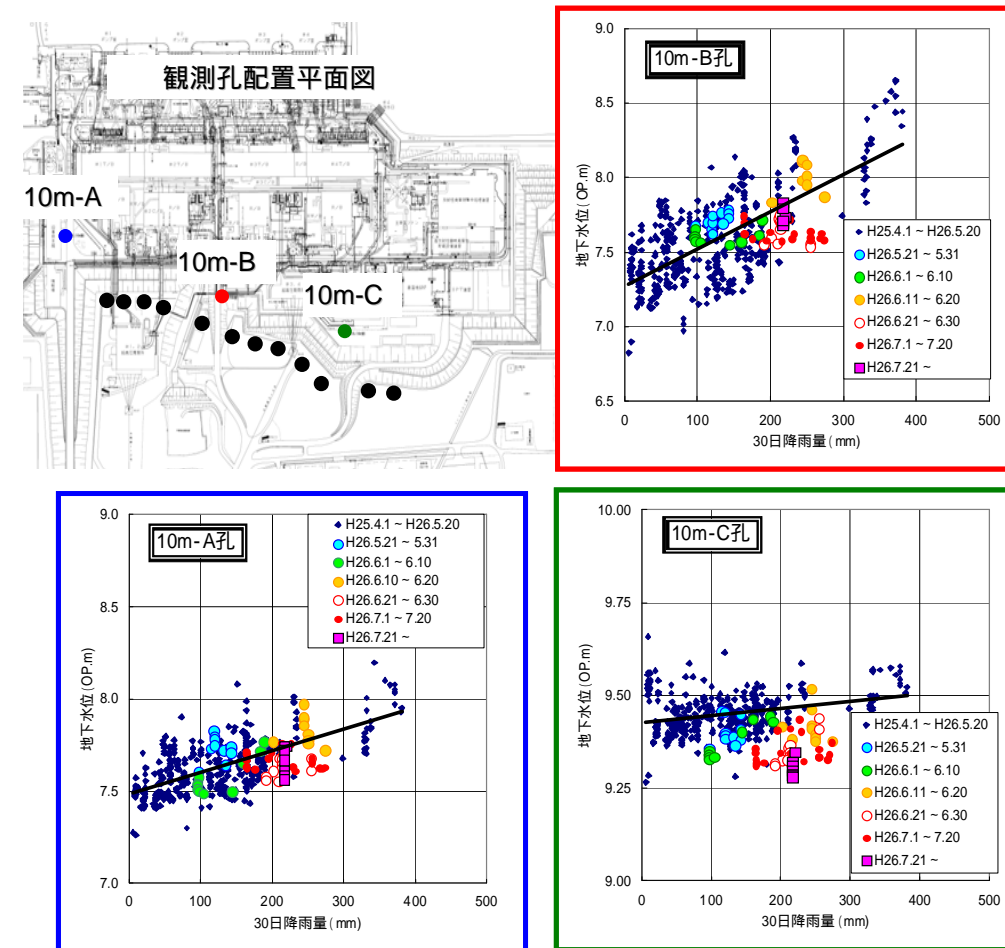 観測孔配置平面図
10m-A
10m-B
10m-C
10m-B孔
地下水位(OP.m)
9.0
8.5
8.0
7.5
7.0
6.5
0
100
200
300
400
500
30日降雨量(mm)
H25.4.1 ~ H26.5.20
H26.5.21 ~ 5.31
H26.6.1 ~ 6.10
H26.6.11 ~ 6.20
H26.6.21 ~ 6.30
H26.7.1 ~ 7.20
H26.7.21 ~
10m-A孔
地下水位(OP.m)
9.0
8.5
8.0
7.5
7.0
0
100
200
300
400
500
30日降雨量(mm)
H25.4.1 ~ H26.5.20
H26.5.21 ~ 5.31
H26.6.1 ~ 6.10
H26.6.10 ~ 6.20
H26.6.21 ~ 6.30
H26.7.1 ~ 7.20
H26.7.21 ~
10m-C孔
地下水位(OP.m)
10.00
9.75
9.50
9.25
9.00
0
100
200
300
400
500
30日降雨量(mm)
H25.4.1 ~ H26.5.20
H26.5.21 ~ 5.31
H26.6.1 ~ 6.10
H26.6.11 ~ 6.20
H26.6.21 ~ 6.30
H26.7.1 ~ 7.20
H26.7.21 ~